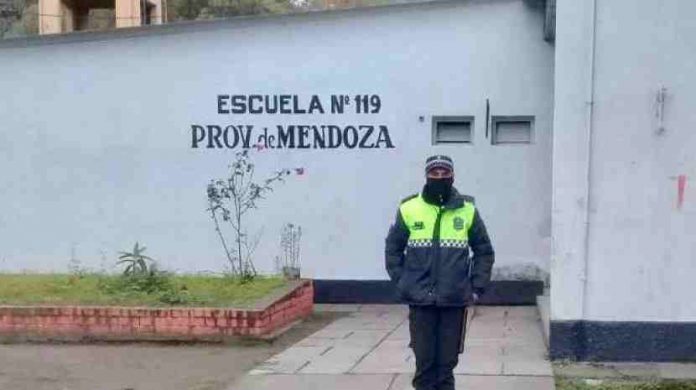 ESCUELA Nº 119
PROV. de MENDOZA